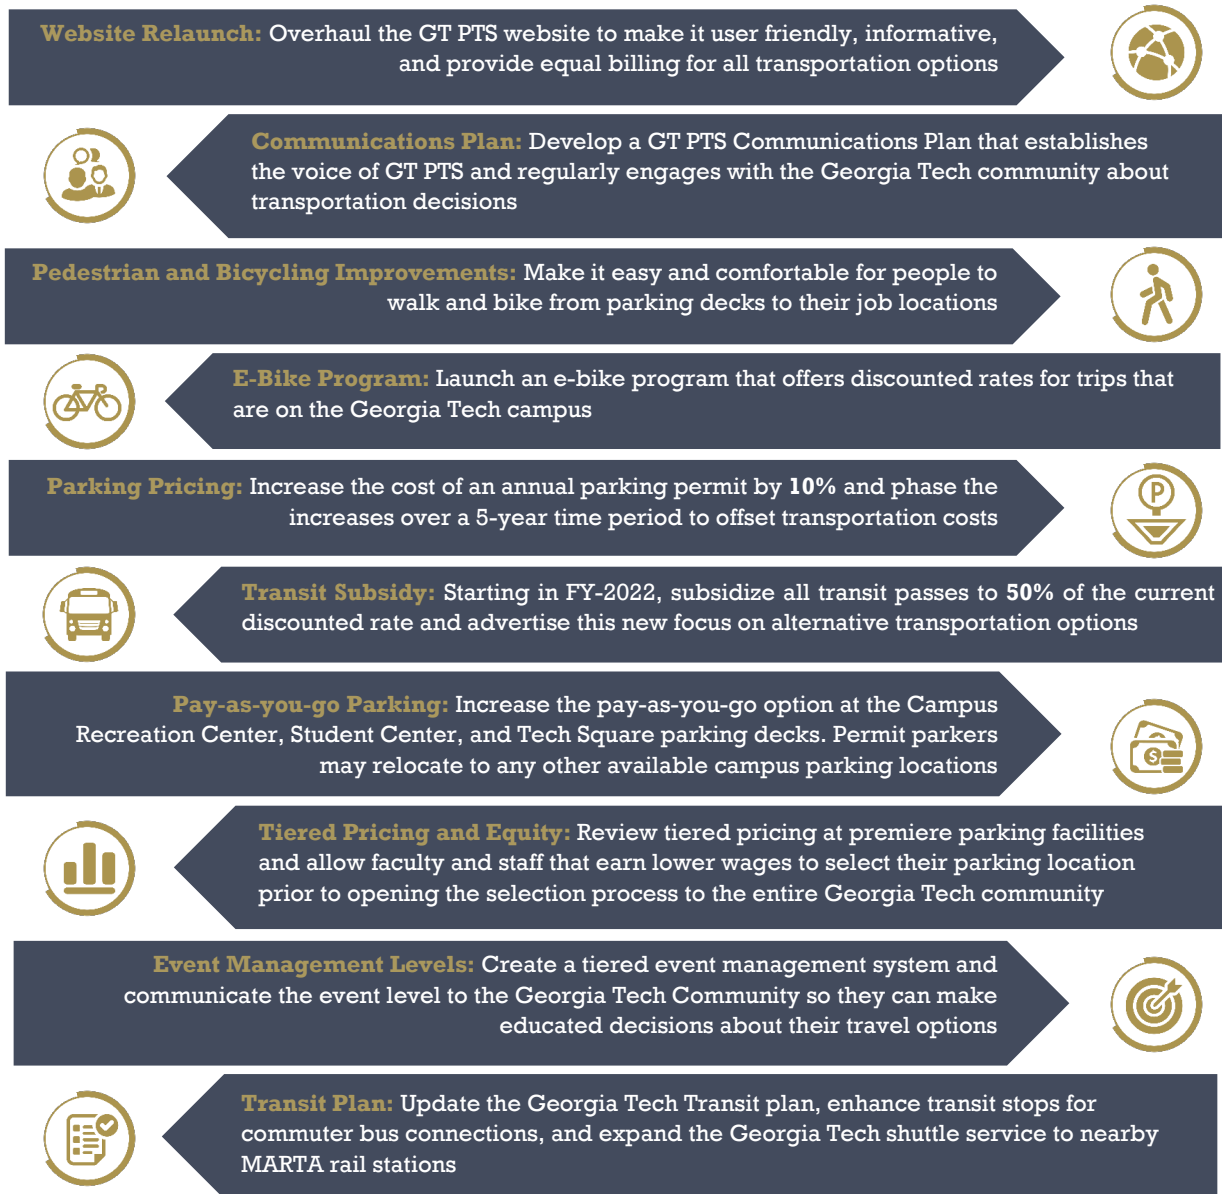 Website Relaunch: Overhaul the GT PTS website to make it user friendly, informative,
and provide equal billing for all transportation options
Communications Plan: Develop a GT PTS Communications Plan that establishes
the voice of GT PTS and regularly engages with the Georgia Tech community about
transportation decisions
Pedestrian and Bicycling Improvements: Make it easy and comfortable for people to
walk and bike from parking decks to their job locations
E-Bike Program: Launch an e-bike program that offers discounted rates for trips that
are on the Georgia Tech campus
Parking Pricing: Increase the cost of an annual parking permit by 10% and phase the
increases over a 5-year time period to offset transportation costs
P
Transit Subsidy: Starting in FY-2022, subsidize all transit passes to 50% of the current
discounted rate and advertise this new focus on alternative transportation options
Pay-as-you-go Parking: Increase the pay-as-you-go option at the Campus
Recreation Center, Student Center, and Tech Square parking decks. Permit parkers
may relocate to any other available campus parking locations
$
Tiered Pricing and Equity: Review tiered pricing at premiere parking facilities
and allow faculty and staff that earn lower wages to select their parking location
prior to opening the selection process to the entire Georgia Tech community
Event Management Levels: Create a tiered event management system and
communicate the event level to the Georgia Tech Community so they can make
educated decisions about their travel options
Transit Plan: Update the Georgia Tech Transit plan, enhance transit stops for
commuter bus connections, and expand the Georgia Tech shuttle service to nearby
MARTA rail stations